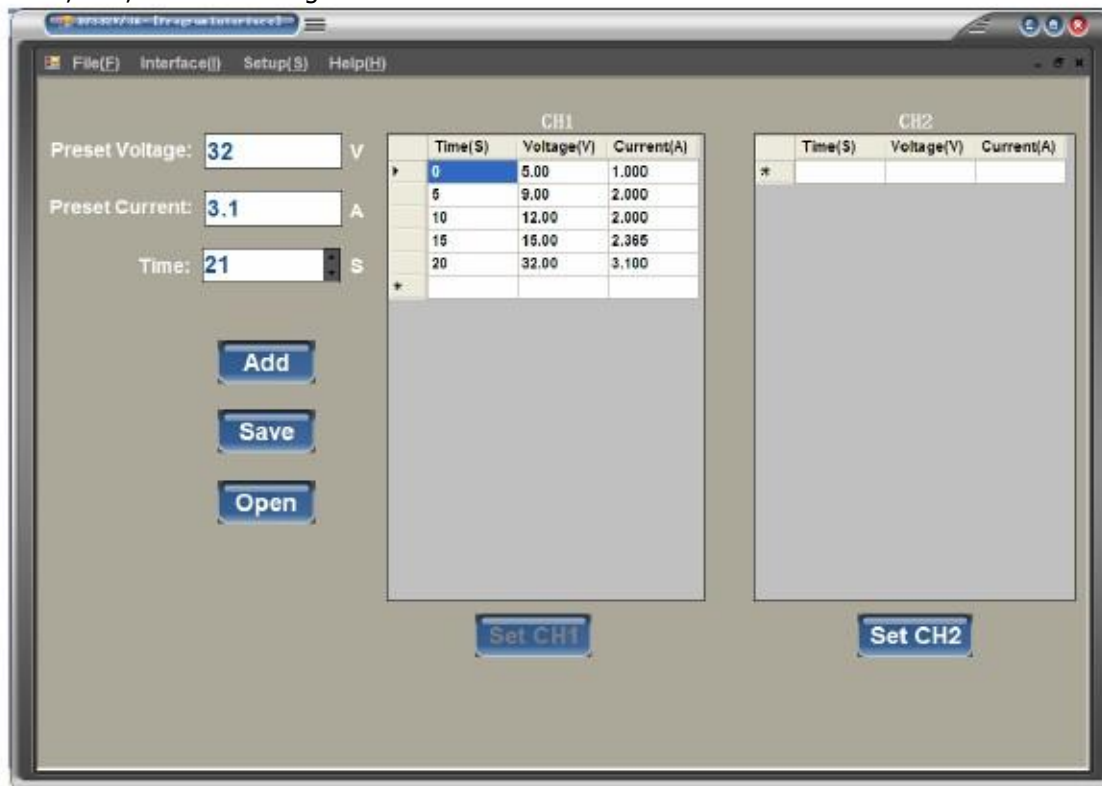 File(F) Interface(I) Setup(S) Help(H)
CH1
CH2
Preset Voltage: 32 V
Preset Current: 3.1 A
Time: 21 S
Time(S) Voltage(V) Current(A)
0 5.00 1.000
5 9.00 2.000
10 12.00 2.000
15 15.00 2.365
20 32.00 3.100
*
Time(S) Voltage(V) Current(A)
*
Add
Save
Open
Set CH1
Set CH2